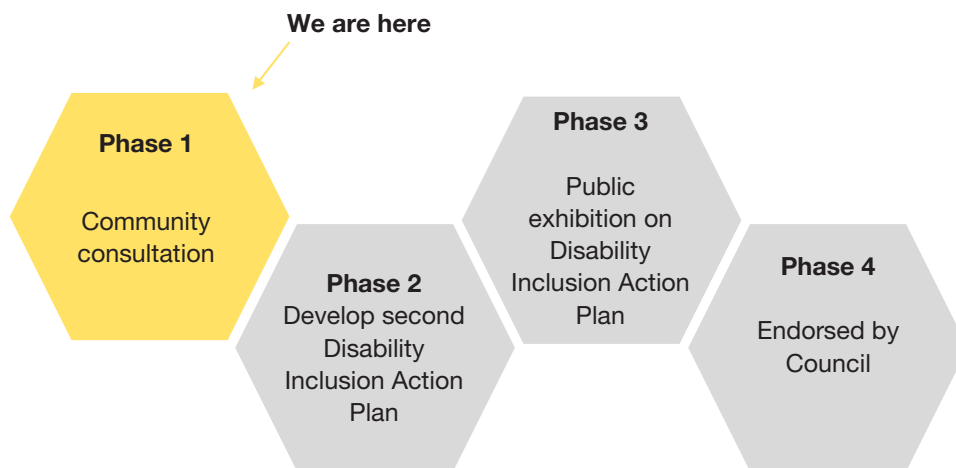 We are here
Phase 1
Community
consultation
Phase 2
Develop second
Disability
Inclusion Action
Plan
Phase 3
Public
exhibition on
Disability
Inclusion Action
Plan
Phase 4
Endorsed by
Council